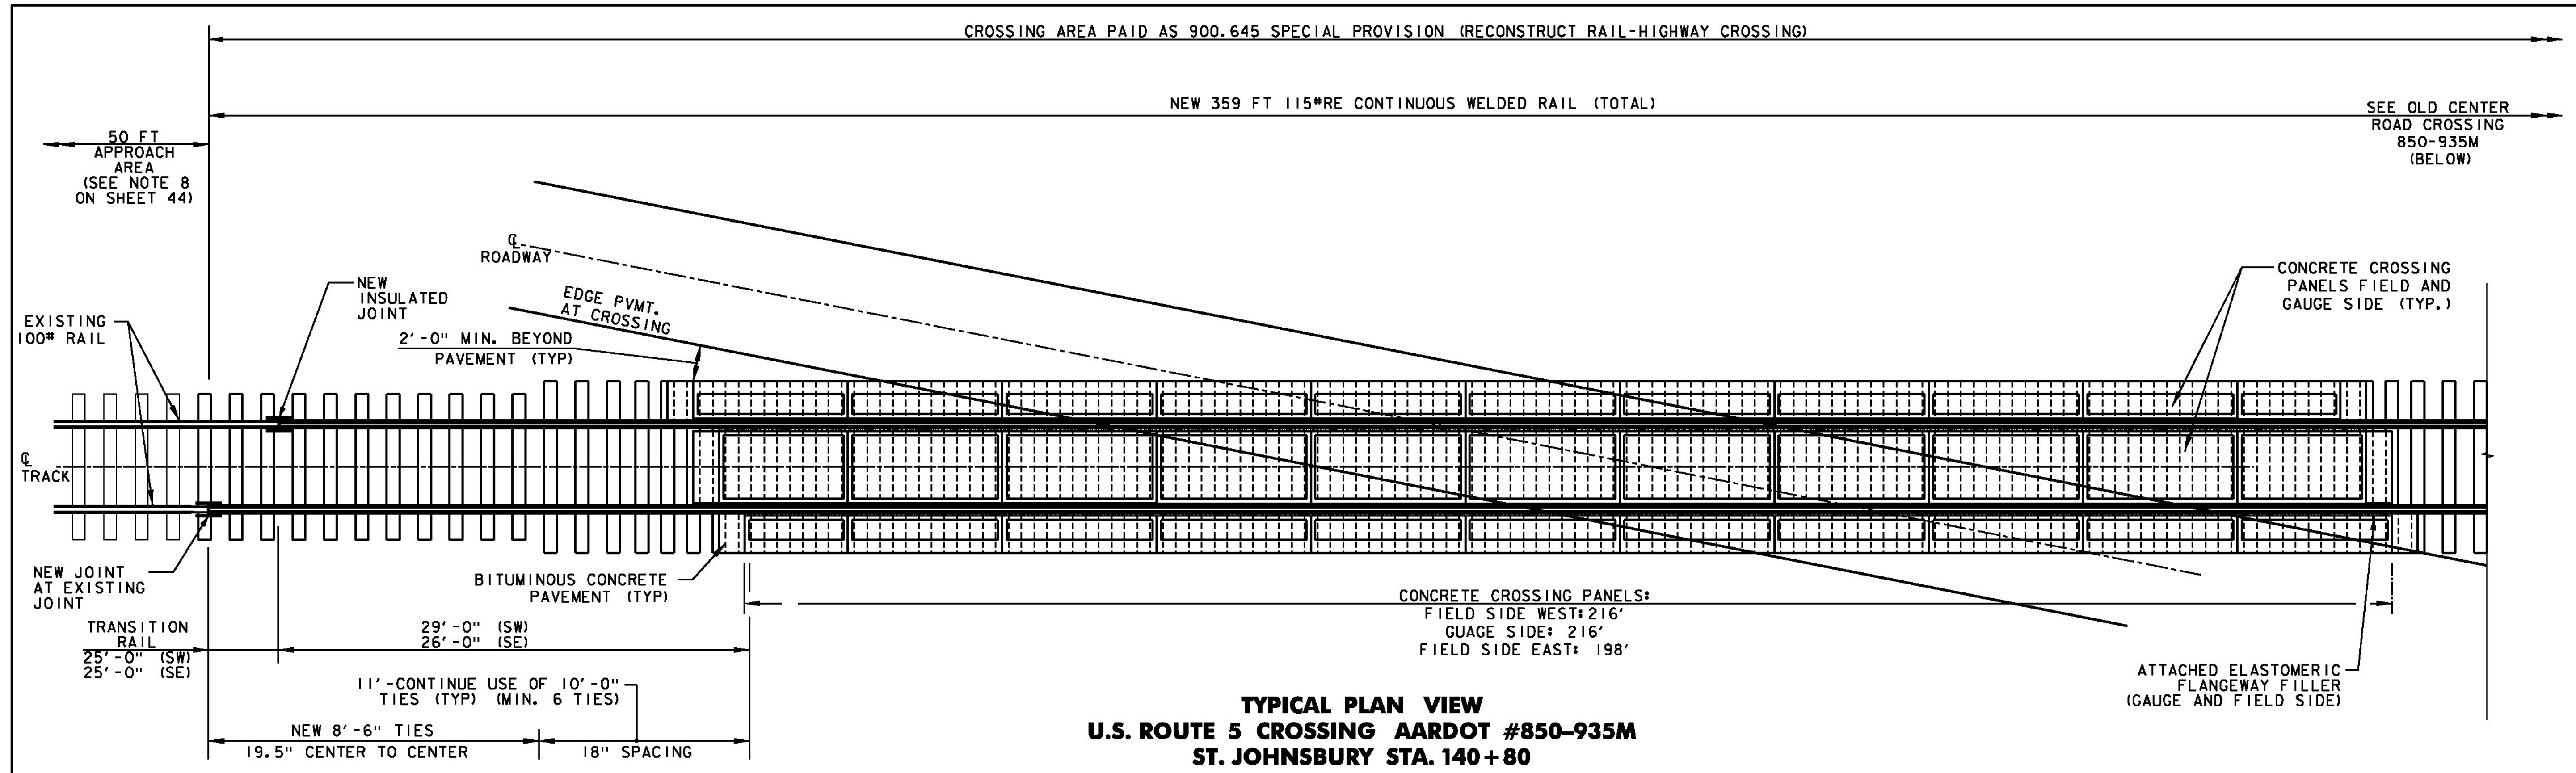 CROSSING AREA PAID AS 900.645 SPECIAL PROVISION (RECONSTRUCT RAIL-HIGHWAY CROSSING)
NEW 359 FT 115#RE CONTINUOUS WELDED RAIL (TOTAL)
SEE OLD CENTER
ROAD CROSSING
850-935M
(BELOW)
50 FT
APPROACH
AREA
(SEE NOTE 8
ON SHEET 44)
℄
ROADWAY
NEW
INSULATED
JOINT
EDGE PVMT.
AT CROSSING
CONCRETE CROSSING
PANELS FIELD AND
GAUGE SIDE (TYP.)
EXISTING
100# RAIL
2'-0" MIN. BEYOND
PAVEMENT (TYP)
℄
TRACK
NEW JOINT
AT EXISTING
JOINT
BITUMINOUS CONCRETE
PAVEMENT (TYP)
CONCRETE CROSSING PANELS:
FIELD SIDE WEST: 216'
GUAGE SIDE: 216'
FIELD SIDE EAST: 198'
TRANSITION
RAIL
25'-0" (SW)
25'-0" (SE)
29'-0" (SW)
26'-0" (SE)
ATTACHED ELASTOMERIC
FLANGEWAY FILLER
(GAUGE AND FIELD SIDE)
11'-CONTINUE USE OF 10'-0"
TIES (TYP) (MIN. 6 TIES)
NEW 8'-6" TIES
19.5" CENTER TO CENTER
18" SPACING
TYPICAL PLAN VIEW
U.S. ROUTE 5 CROSSING AARDOT #850-935M
ST. JOHNSBURY STA. 140+80